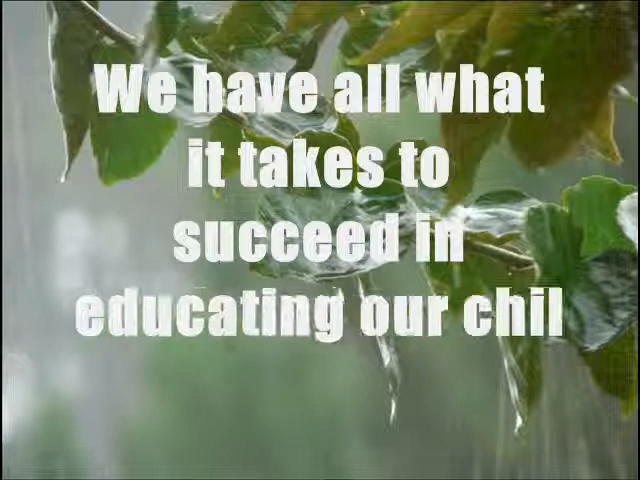 We have all what
it takes to
succeed in
educating our chil